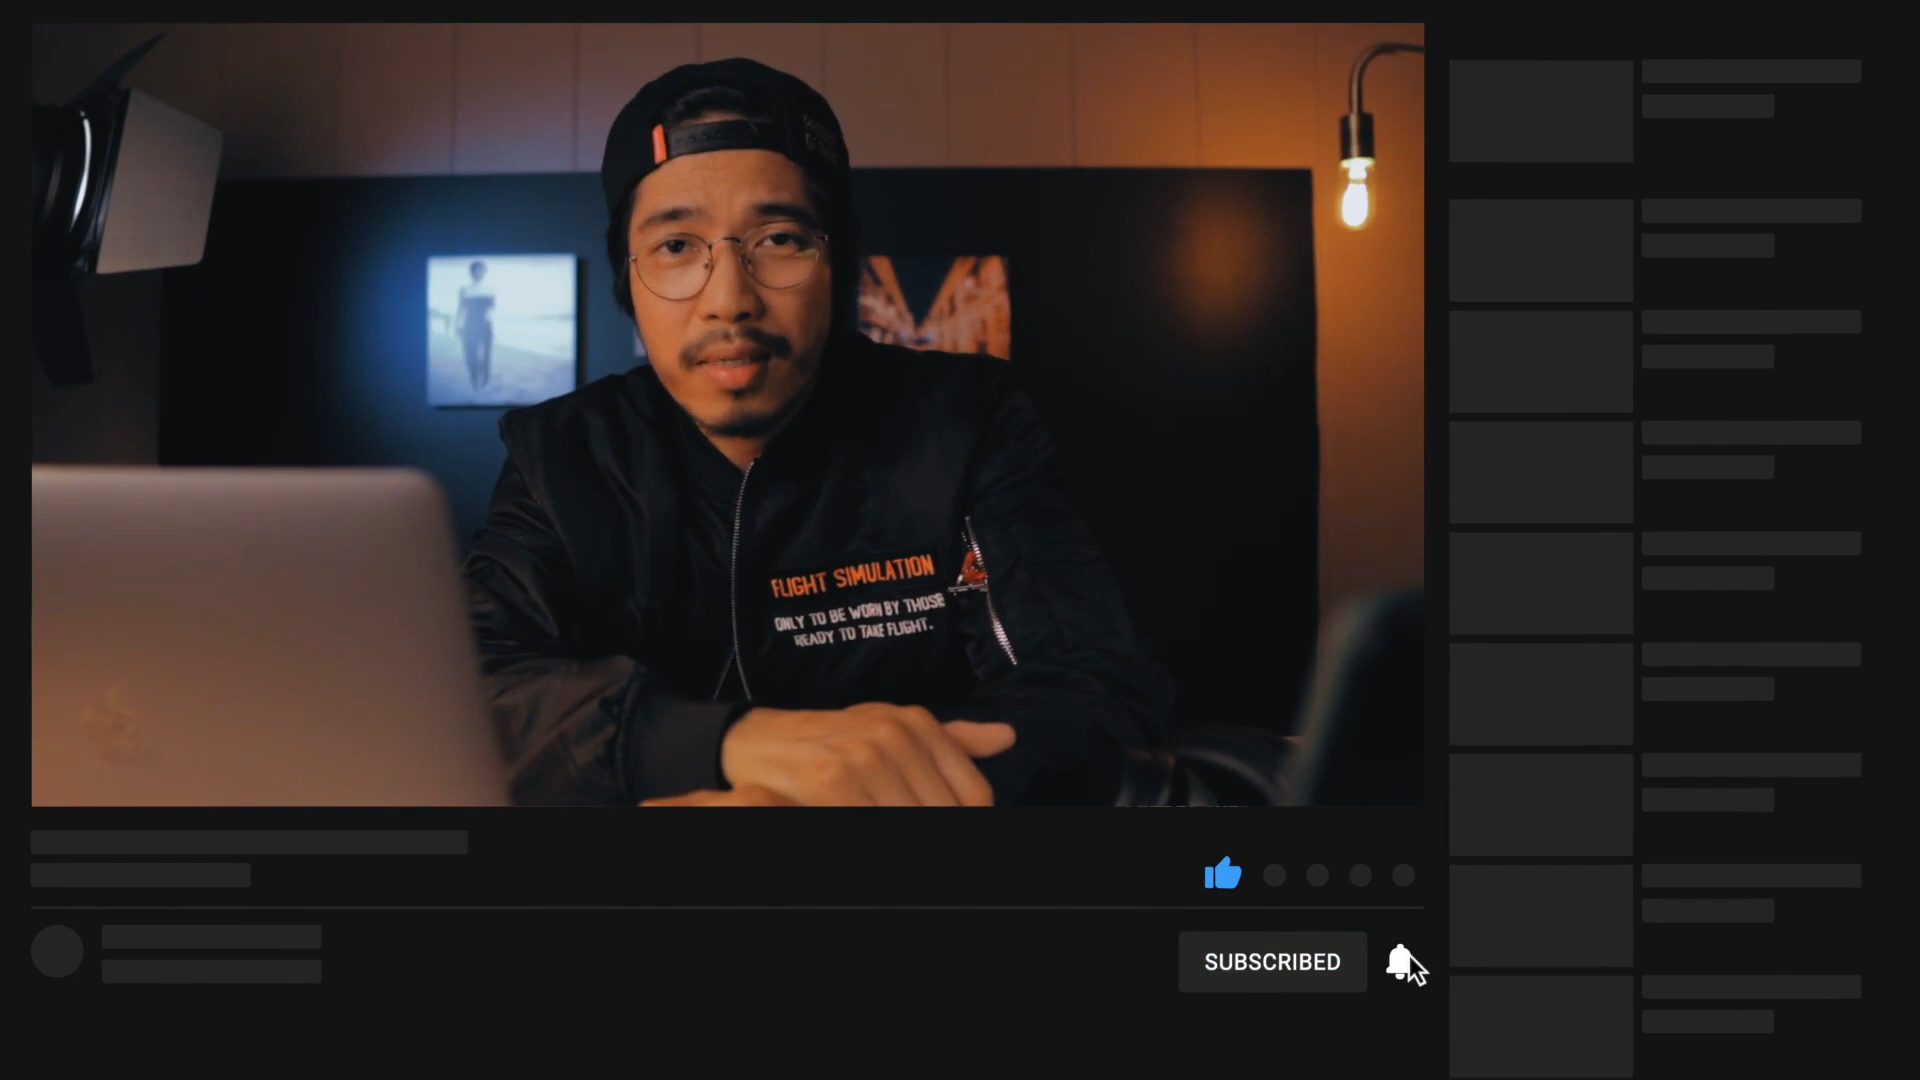 FLIGHT SIMULATION
ONLY TO BE WORN BY THOSE
READY TO TAKE FLIGHT.
SUBSCRIBED